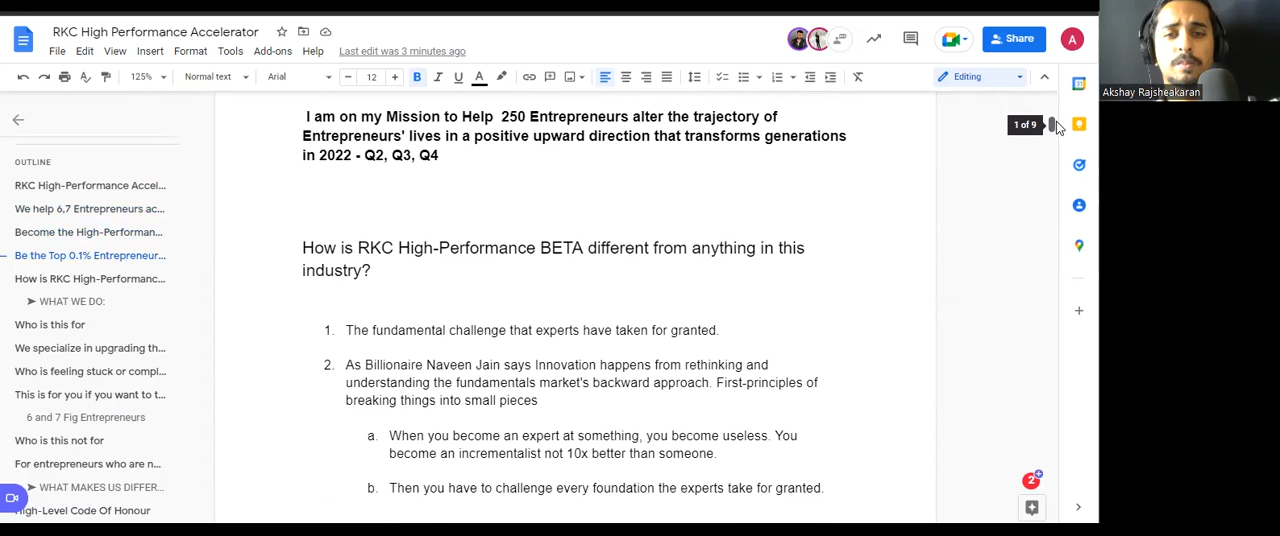 RKC High Performance Accelerator
File Edit View Insert Format Tools Add-ons Help Last edit was 3 minutes ago
Share
A
125% Normal text Arial − 12 + B I U A Editing
I am on my Mission to Help 250 Entrepreneurs alter the trajectory of
Entrepreneurs' lives in a positive upward direction that transforms generations
in 2022 - Q2, Q3, Q4
How is RKC High-Performance BETA different from anything in this
industry?
1. The fundamental challenge that experts have taken for granted.
2. As Billionaire Naveen Jain says Innovation happens from rethinking and
understanding the fundamentals market's backward approach. First-principles of
breaking things into small pieces
a. When you become an expert at something, you become useless. You
become an incrementalist not 10x better than someone.
b. Then you have to challenge every foundation the experts take for granted.
OUTLINE
RKC High-Performance Accel...
We help 6,7 Entrepreneurs ac...
Become the High-Performan...
Be the Top 0.1% Entrepreneur...
How is RKC High-Performanc...
➤ WHAT WE DO:
Who is this for
We specialize in upgrading th...
Who is feeling stuck or compl...
This is for you if you want to t...
6 and 7 Fig Entrepreneurs
Who is this not for
For entrepreneurs who are n...
➤ WHAT MAKES US DIFFER...
High-Level Code Of Honour
1 of 9
2
31
Akshay Rajsheakaran